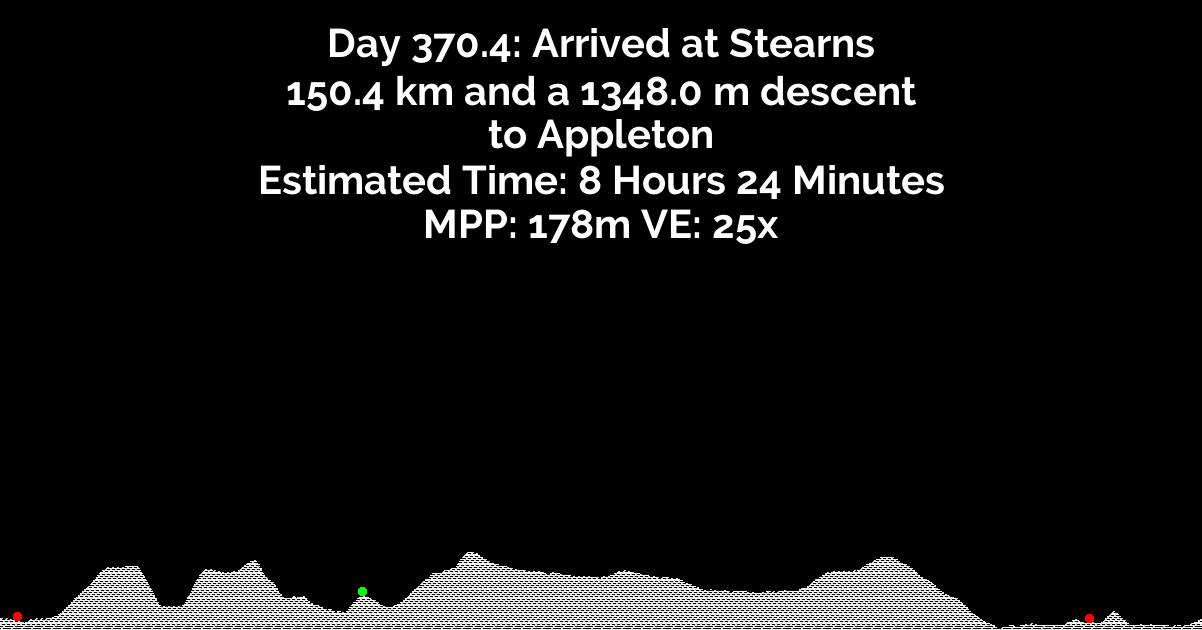 Day 370.4: Arrived at Stearns
150.4 km and a 1348.0 m descent
to Appleton
Estimated Time: 8 Hours 24 Minutes
MPP: 178m VE: 25x